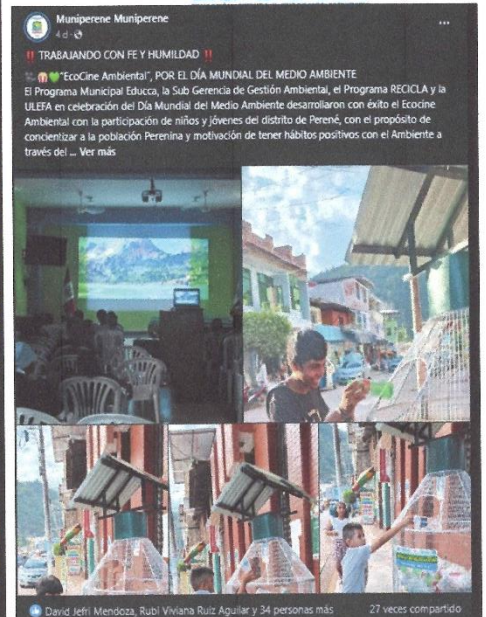 Muniperene Muniperene
4 d
‼ TRABAJANDO CON FE Y HUMILDAD ‼
"EcoCine Ambiental", POR EL DÍA MUNDIAL DEL MEDIO AMBIENTE
El Programa Municipal Educca, la Sub Gerencia de Gestión Ambiental, el Programa RECICLA y la
ULEFA en celebración del Día Mundial del Medio Ambiente desarrollaron con éxito el Ecocine
Ambiental con la participación de niños y jóvenes del distrito de Perené, con el propósito de
concientizar a la población Perenina y motivación de tener hábitos positivos con el Ambiente a
través del ... Ver más
David Jefri Mendoza, Rubi Viviana Ruiz Aguilar y 34 personas más
27 veces compartido